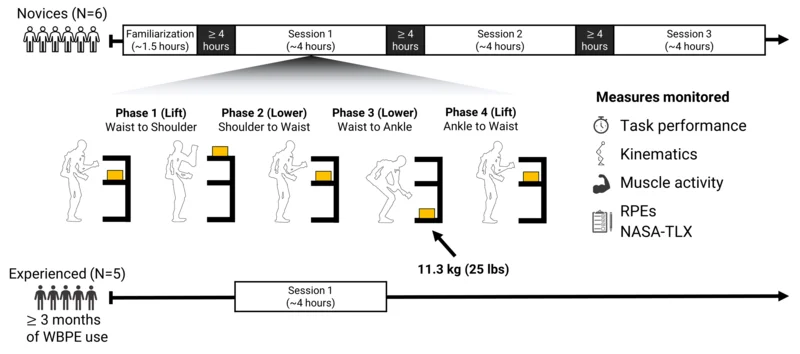 Novices (N=6)
Familiarization
(~1.5 hours)
≥ 4
hours
Session 1
(~4 hours)
≥ 4
hours
Session 2
(~4 hours)
≥ 4
hours
Session 3
(~4 hours)
Phase 1 (Lift)
Waist to Shoulder
Phase 2 (Lower)
Shoulder to Waist
Phase 3 (Lower)
Waist to Ankle
Phase 4 (Lift)
Ankle to Waist
Measures monitored
Task performance
Kinematics
Muscle activity
RPEs
NASA-TLX
11.3 kg (25 lbs)
Experienced (N=5)
≥ 3 months
of WBPE use
Session 1
(~4 hours)